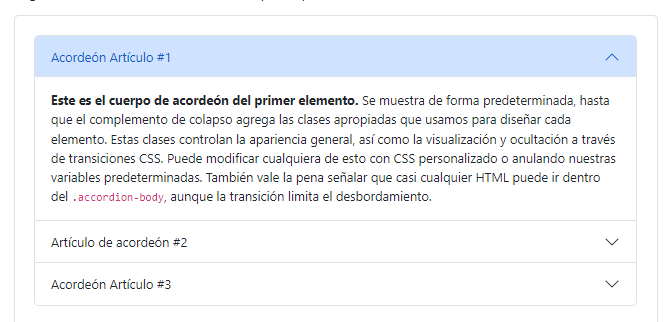 Acordeón Artículo #1
Este es el cuerpo de acordeón del primer elemento. Se muestra de forma predeterminada, hasta
que el complemento de colapso agrega las clases apropiadas que usamos para diseñar cada
elemento. Estas clases controlan la apariencia general, así como la visualización y ocultación a través
de transiciones CSS. Puede modificar cualquiera de esto con CSS personalizado o anulando nuestras
variables predeterminadas. También vale la pena señalar que casi cualquier HTML puede ir dentro
del .accordion-body, aunque la transición limita el desbordamiento.
Artículo de acordeón #2
Acordeón Artículo #3